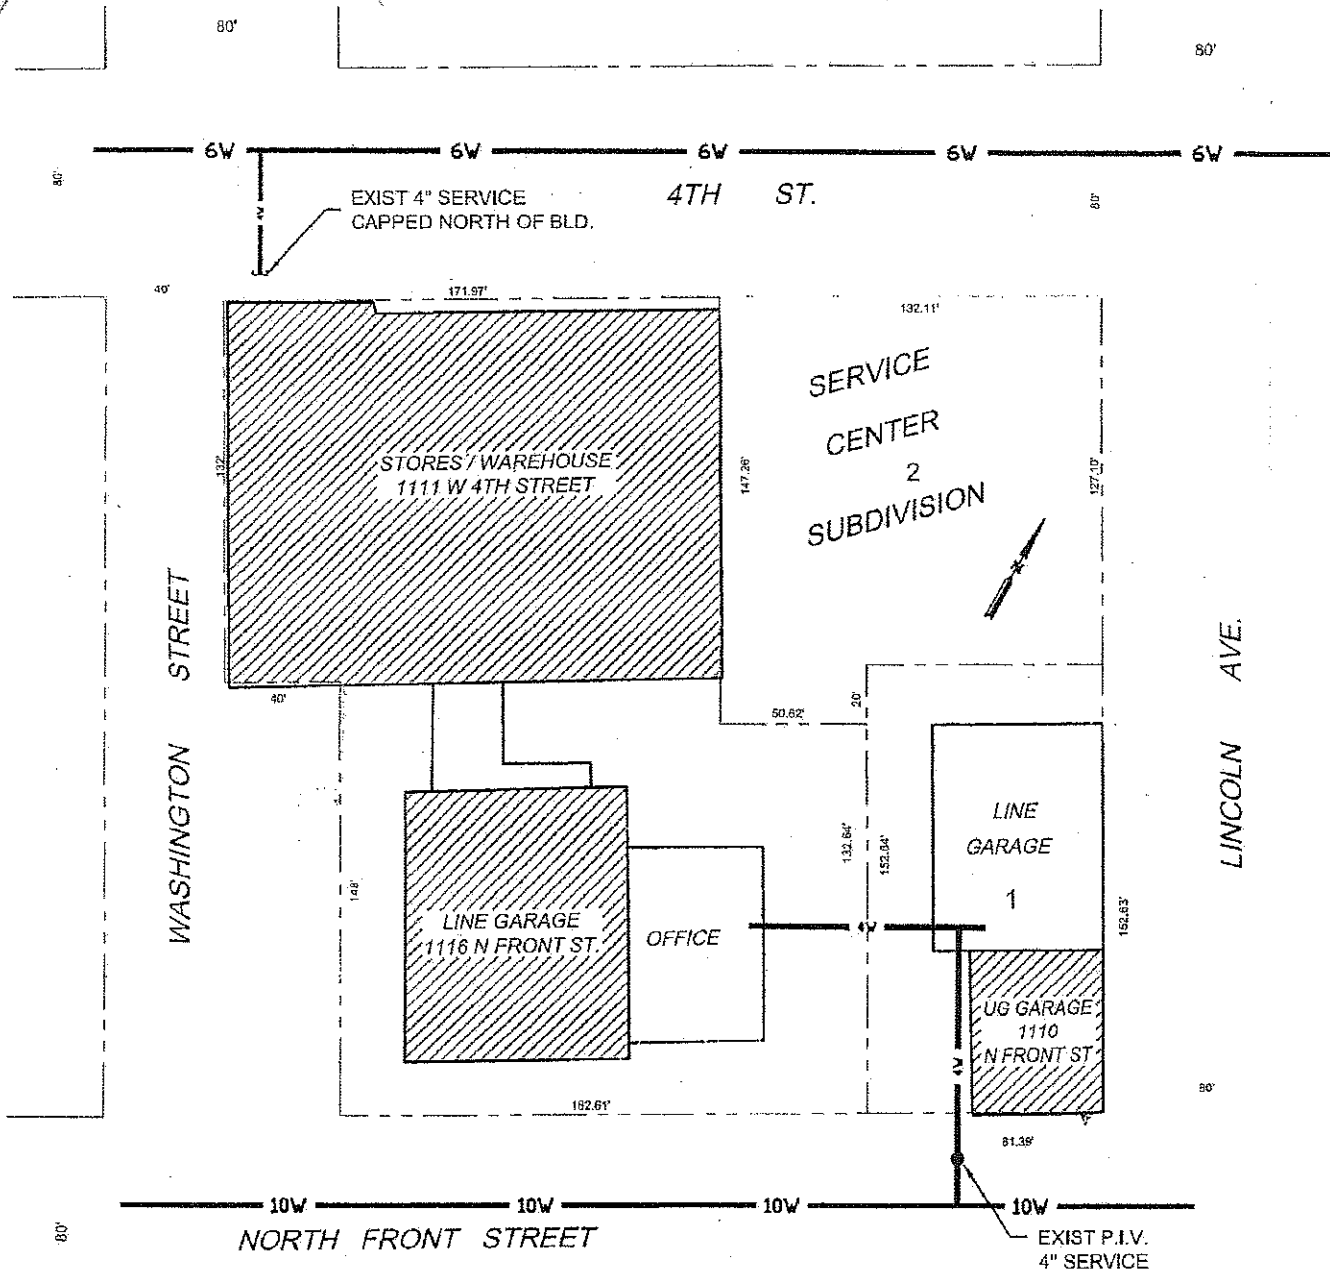 80'
80'
6W 6W 6W 6W 6W
80'
EXIST 4" SERVICE
CAPPED NORTH OF BLD.
4TH ST.
80'
4W
40'
171.97'
132.11'
SERVICE
CENTER
2
SUBDIVISION
STORES / WAREHOUSE
1111 W 4TH STREET
132'
147.26'
127.10'
N
WASHINGTON STREET
LINCOLN AVE.
40'
20'
50.62'
LINE
GARAGE
1
132.64'
152.64'
148'
152.63'
LINE GARAGE
1116 N FRONT ST.
OFFICE
4W
UG GARAGE
1110
N FRONT ST
4W
80'
182.61'
81.39'
10W 10W 10W 10W
80'
NORTH FRONT STREET
EXIST P.I.V.
4" SERVICE